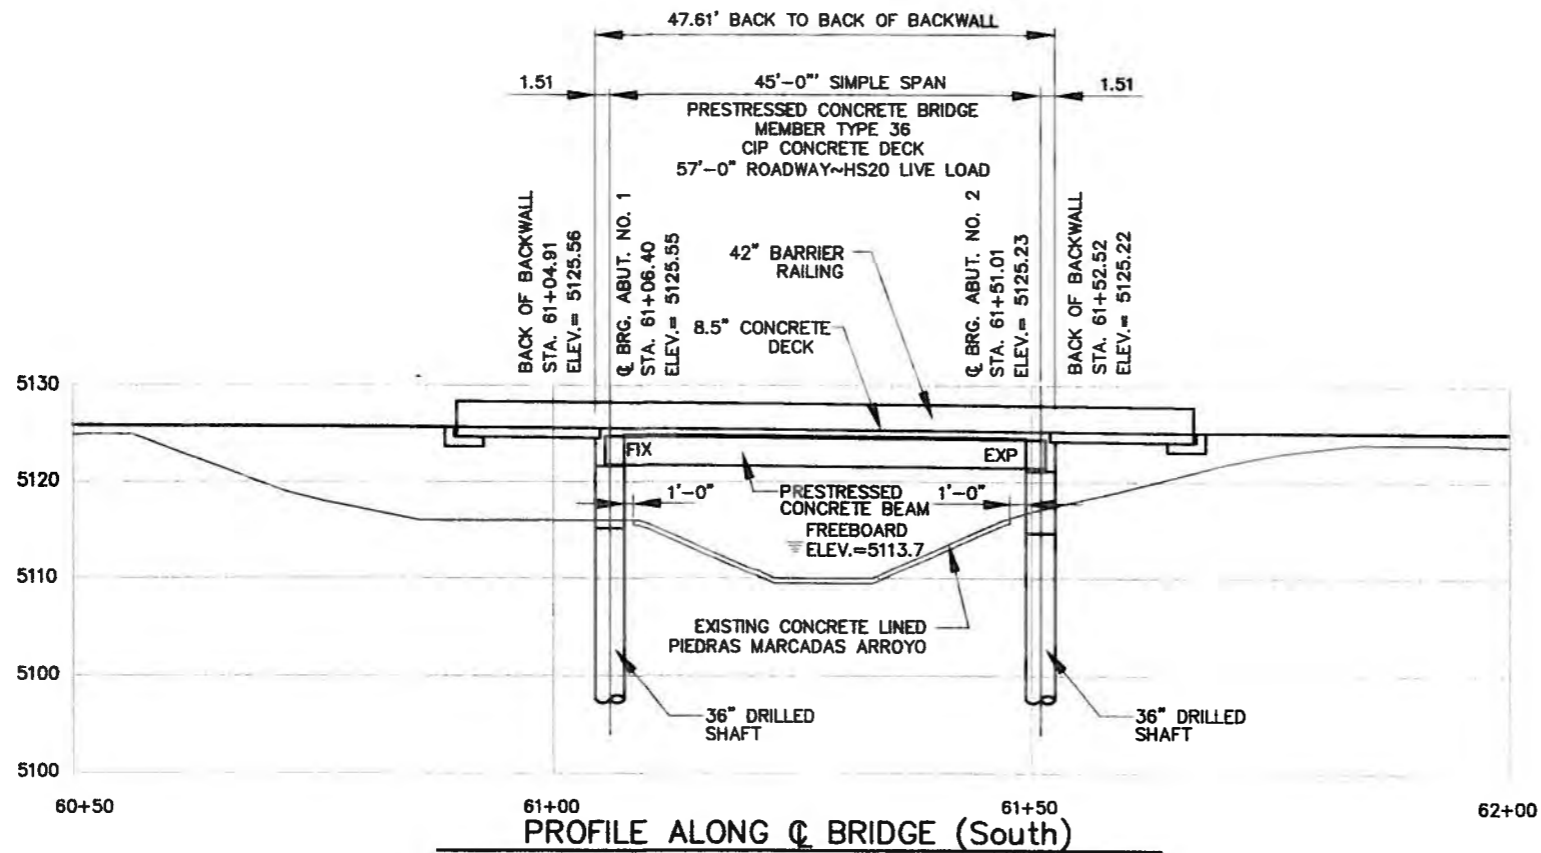 47.61' BACK TO BACK OF BACKWALL
1.51
45'-0"' SIMPLE SPAN
1.51
PRESTRESSED CONCRETE BRIDGE
MEMBER TYPE 36
CIP CONCRETE DECK
57'-0" ROADWAY~HS20 LIVE LOAD
BACK OF BACKWALL
STA. 61+04.91
ELEV.= 5125.56
℄ BRG. ABUT. NO. 1
STA. 61+06.40
ELEV.= 5125.55
42" BARRIER
RAILING
8.5" CONCRETE
DECK
℄ BRG. ABUT. NO. 2
STA. 61+51.01
ELEV.= 5125.23
BACK OF BACKWALL
STA. 61+52.52
ELEV.= 5125.22
5130
5120
5110
5100
5100
FIX
EXP
1'-0"
PRESTRESSED
CONCRETE BEAM
1'-0"
FREEBOARD
ELEV.=5113.7
EXISTING CONCRETE LINED
PIEDRAS MARCADAS ARROYO
36" DRILLED
SHAFT
36" DRILLED
SHAFT
60+50
61+00
61+50
62+00
PROFILE ALONG ℄ BRIDGE (South)